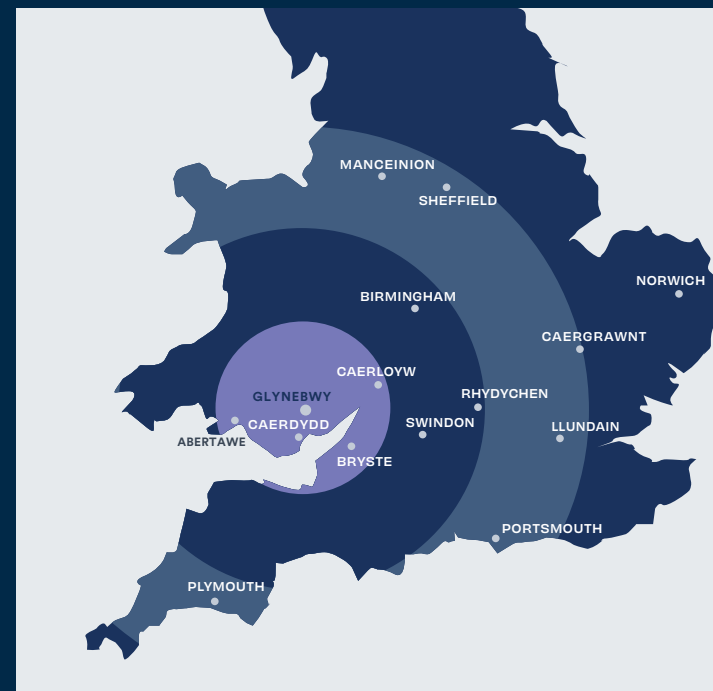 MANCEINION
SHEFFIELD
NORWICH
BIRMINGHAM
CAERGRAWNT
CAERLOYW
GLYNEBWY
RHYDYCHEN
CAERDYDD
SWINDON
LLUNDAIN
ABERTAWE
BRYSTE
PORTSMOUTH
PLYMOUTH